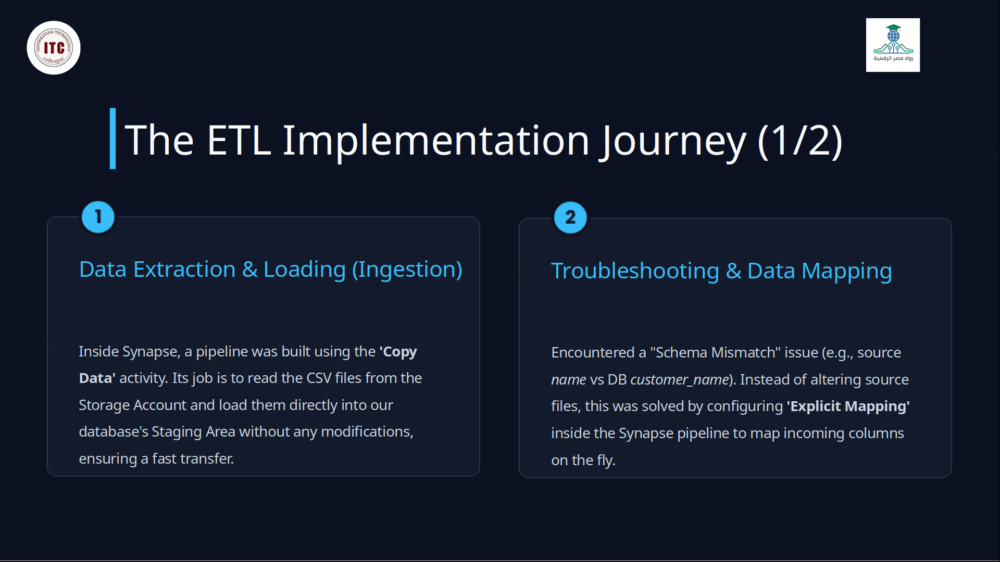 INFORMATION TECHNOLOGY
ITC
colleague
رواد مصر الرقمية
The ETL Implementation Journey (1/2)
1
Data Extraction & Loading (Ingestion)
Inside Synapse, a pipeline was built using the 'Copy
Data' activity. Its job is to read the CSV files from the
Storage Account and load them directly into our
database's Staging Area without any modifications,
ensuring a fast transfer.
2
Troubleshooting & Data Mapping
Encountered a "Schema Mismatch" issue (e.g., source
name vs DB customer_name). Instead of altering source
files, this was solved by configuring 'Explicit Mapping'
inside the Synapse pipeline to map incoming columns
on the fly.